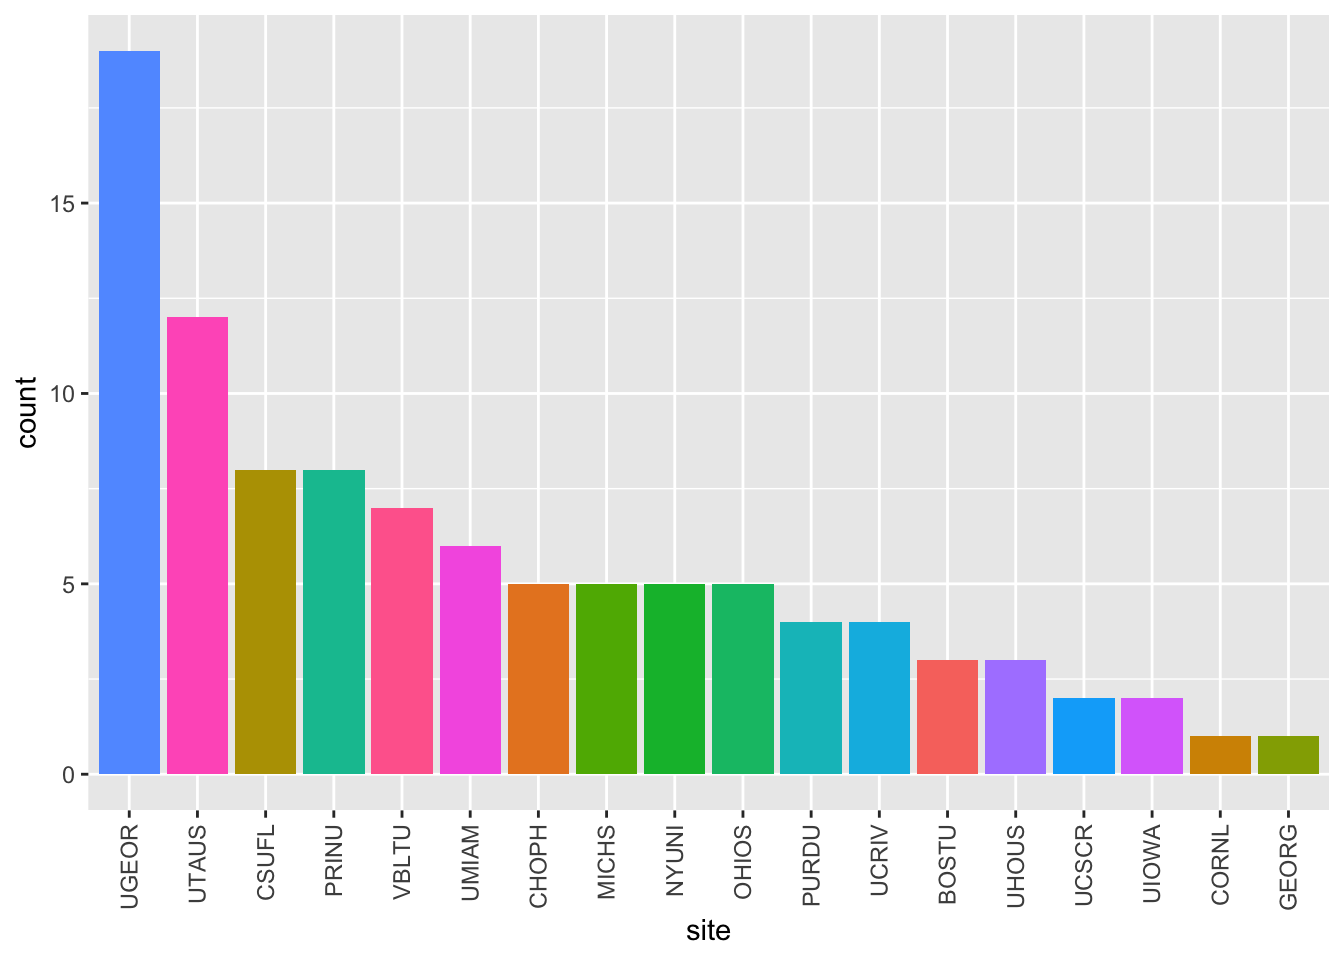 count
15
10
5
0
UGEOR
UTAUS
CSUFL
PRINU
VBLTU
UMIAM
CHOPH
MICHS
NYUNI
OHIOS
PURDU
UCRIV
BOSTU
UHOUS
UCSCR
UIOWA
CORNL
GEORG
site